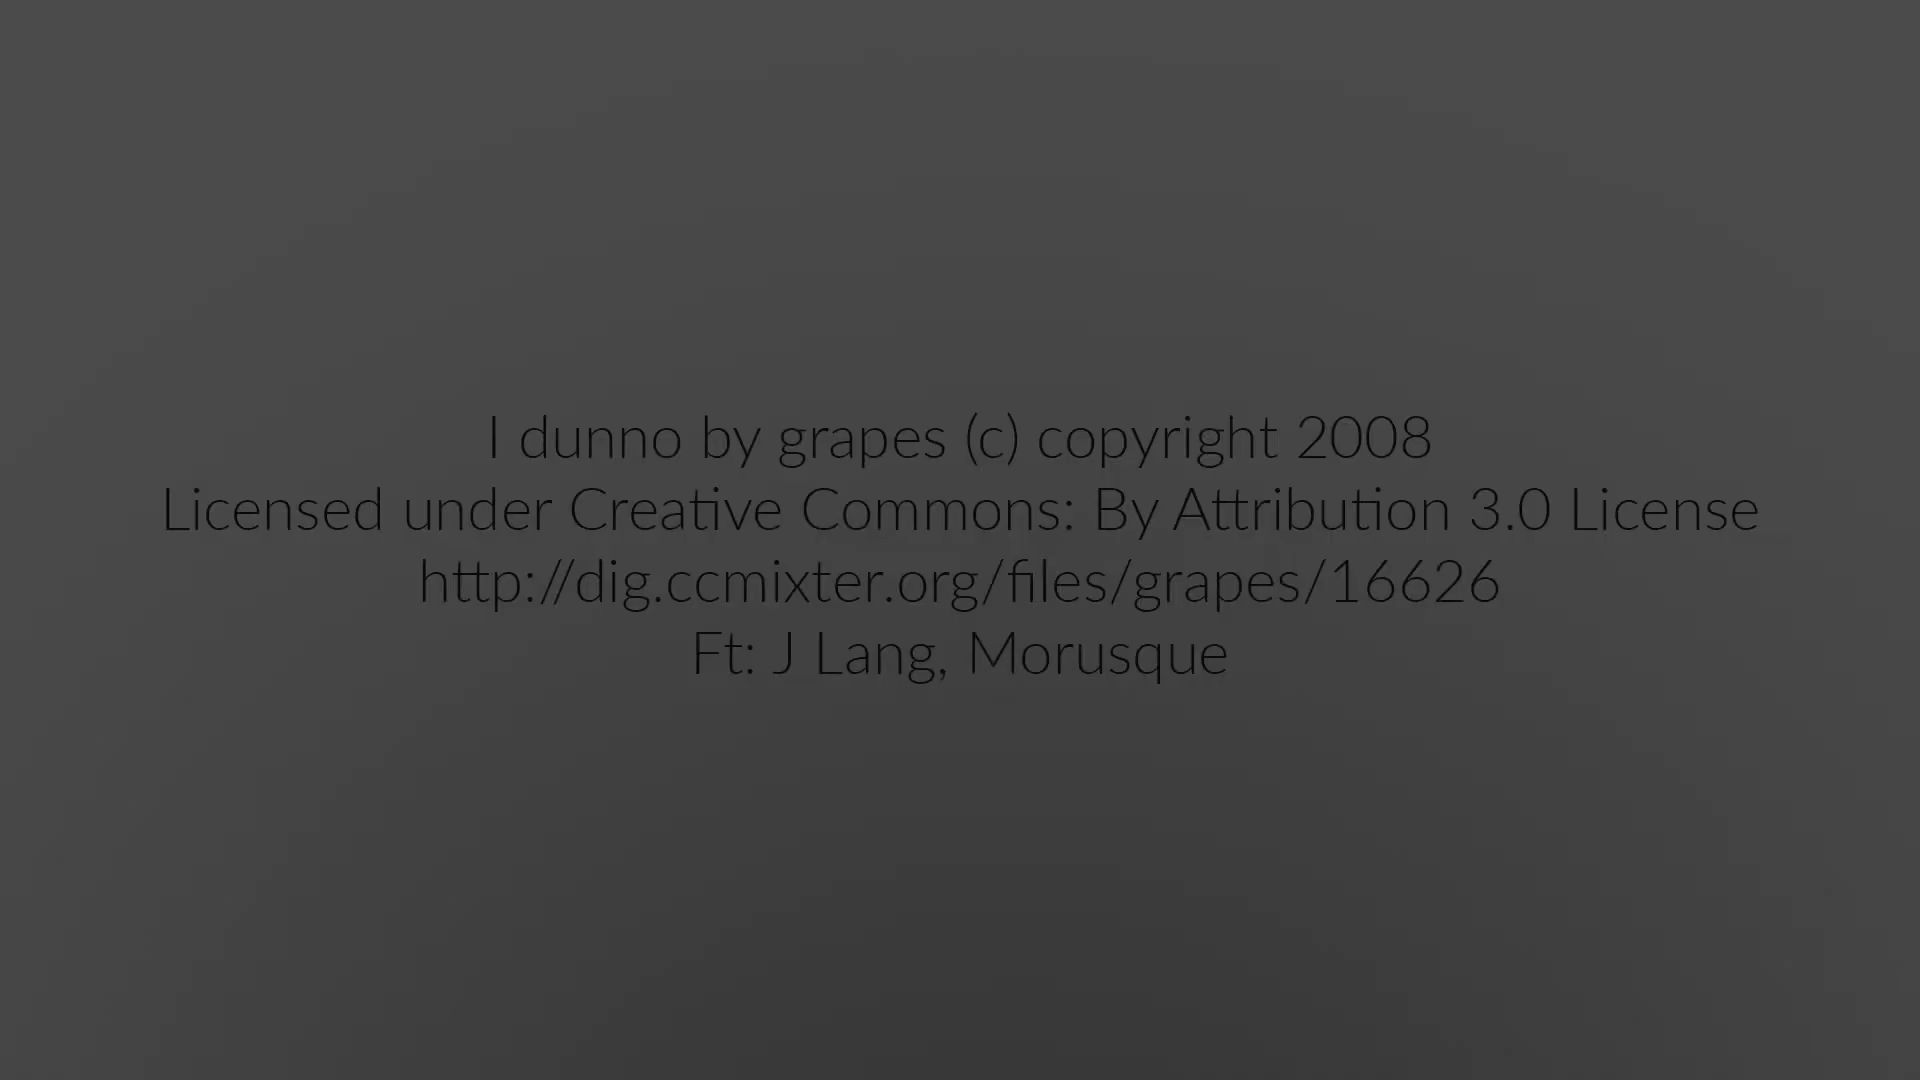 I dunno by grapes (c) copyright 2008
Licensed under Creative Commons: By Attribution 3.0 License
http://dig.ccmixter.org/files/grapes/16626
Ft: J Lang, Morusque